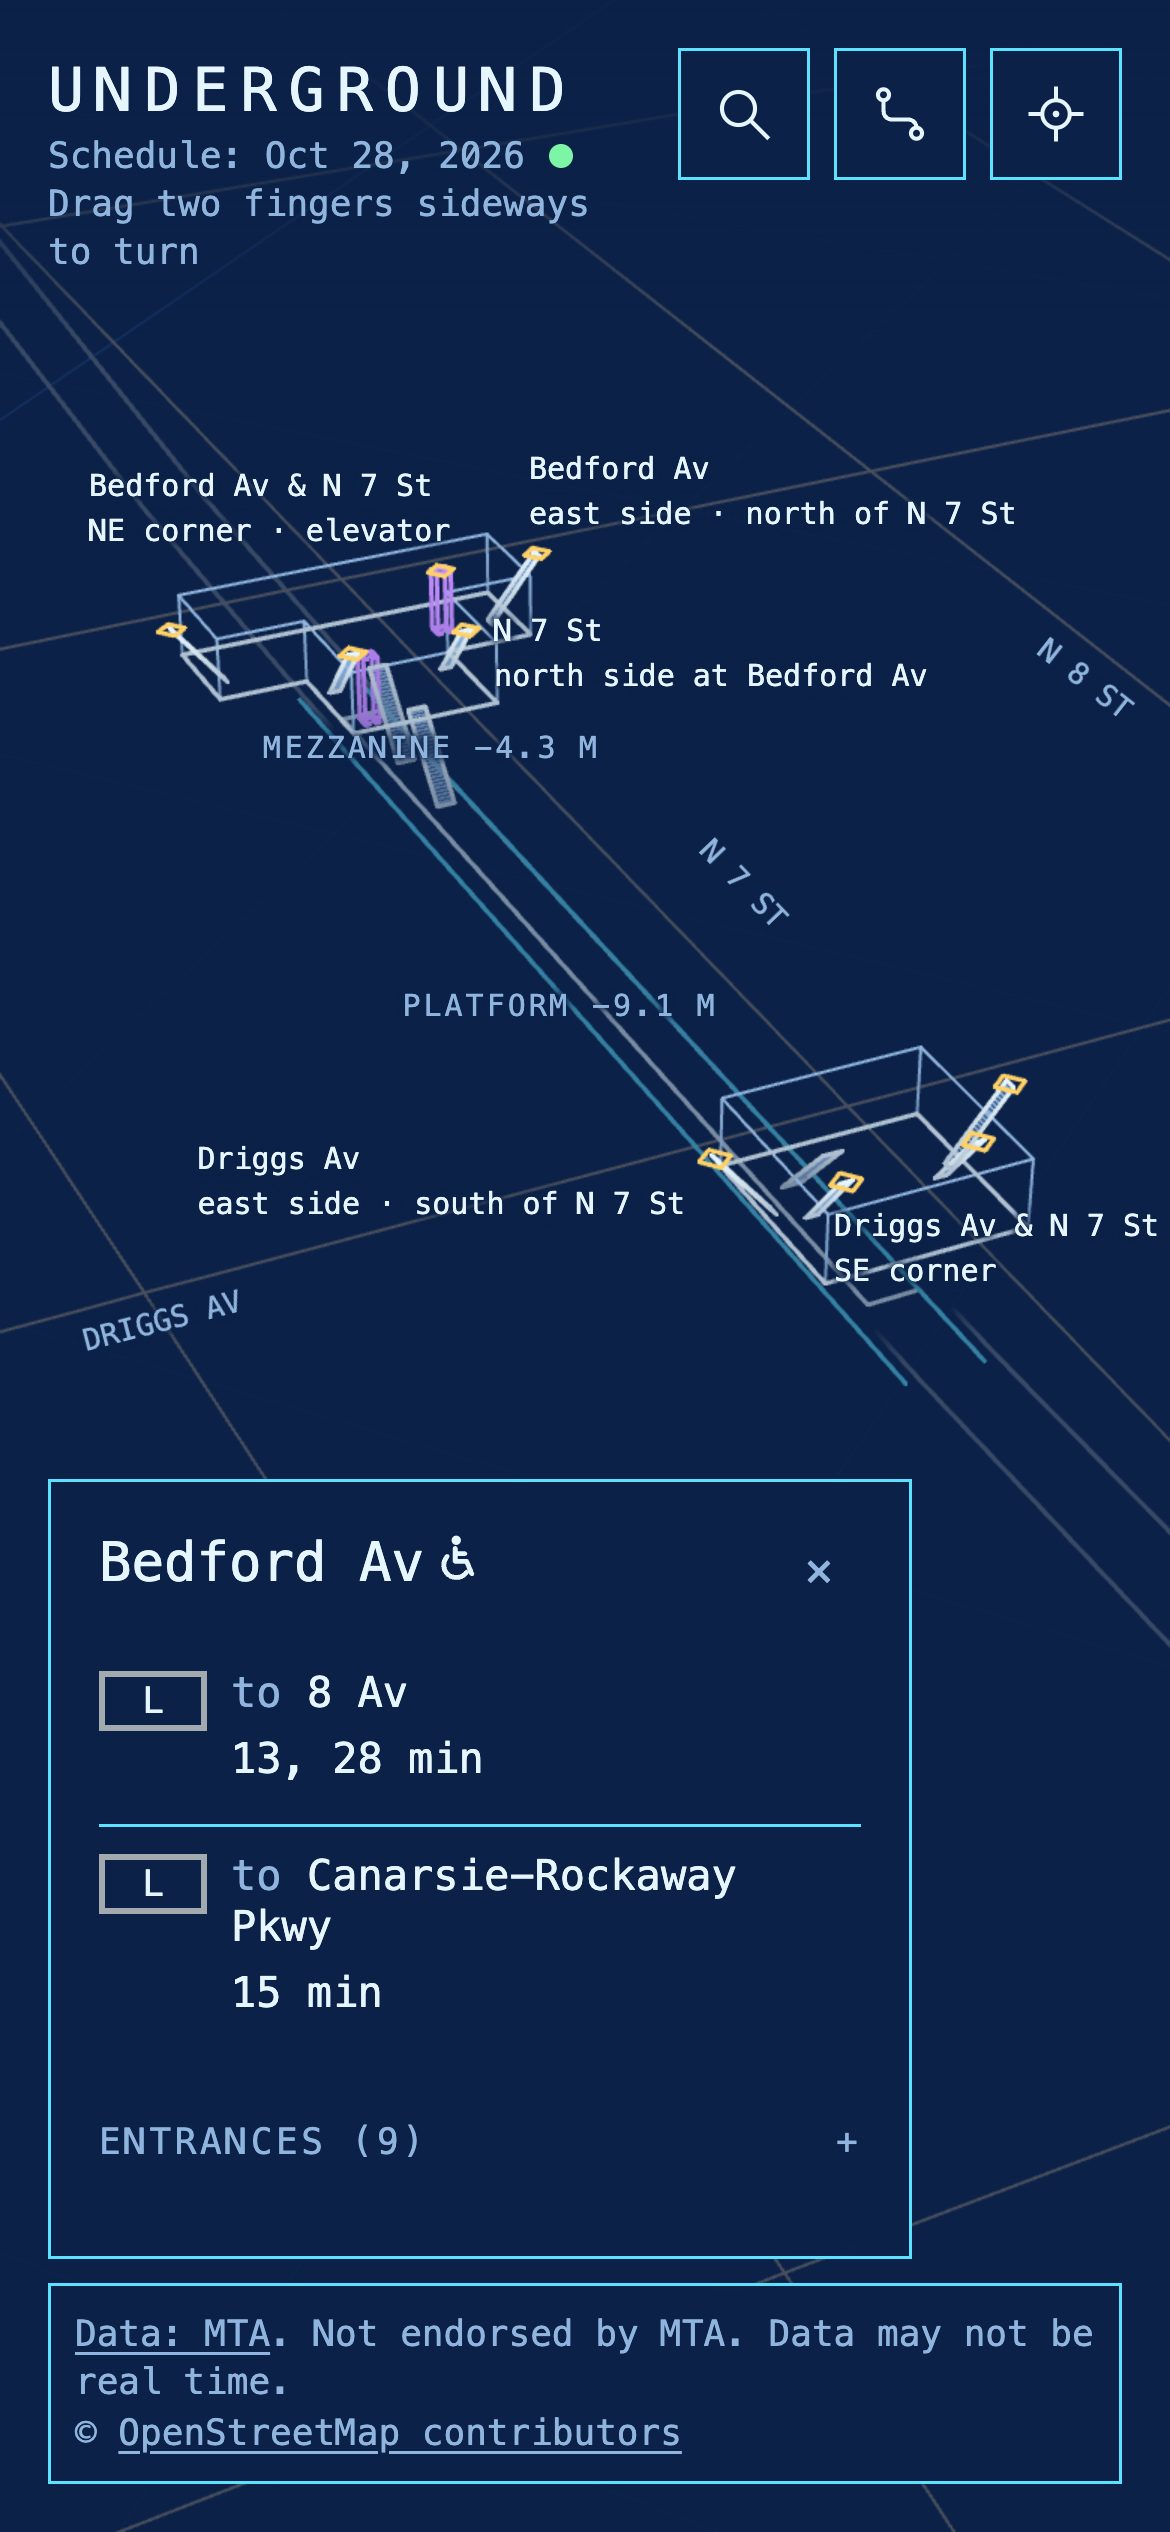 UNDERGROUND
Schedule: Oct 28, 2026
Drag two fingers sideways
to turn
Bedford Av & N 7 St
NE corner · elevator
Bedford Av
east side · north of N 7 St
N 7 St
north side at Bedford Av
N 8 ST
MEZZANINE −4.3 M
N 7 ST
PLATFORM −9.1 M
Driggs Av
east side · south of N 7 St
Driggs Av & N 7 St
SE corner
DRIGGS AV
Bedford Av
×
L to 8 Av
13, 28 min
L to Canarsie–Rockaway
Pkwy
15 min
ENTRANCES (9) +
Data: MTA. Not endorsed by MTA. Data may not be
real time.
© OpenStreetMap contributors